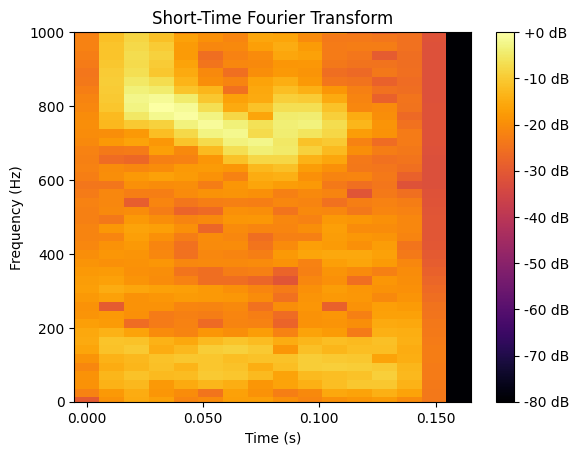 Short-Time Fourier Transform
1000
800
600
400
200
0
Frequency (Hz)
0.000
0.050
0.100
0.150
Time (s)
+0 dB
-10 dB
-20 dB
-30 dB
-40 dB
-50 dB
-60 dB
-70 dB
-80 dB